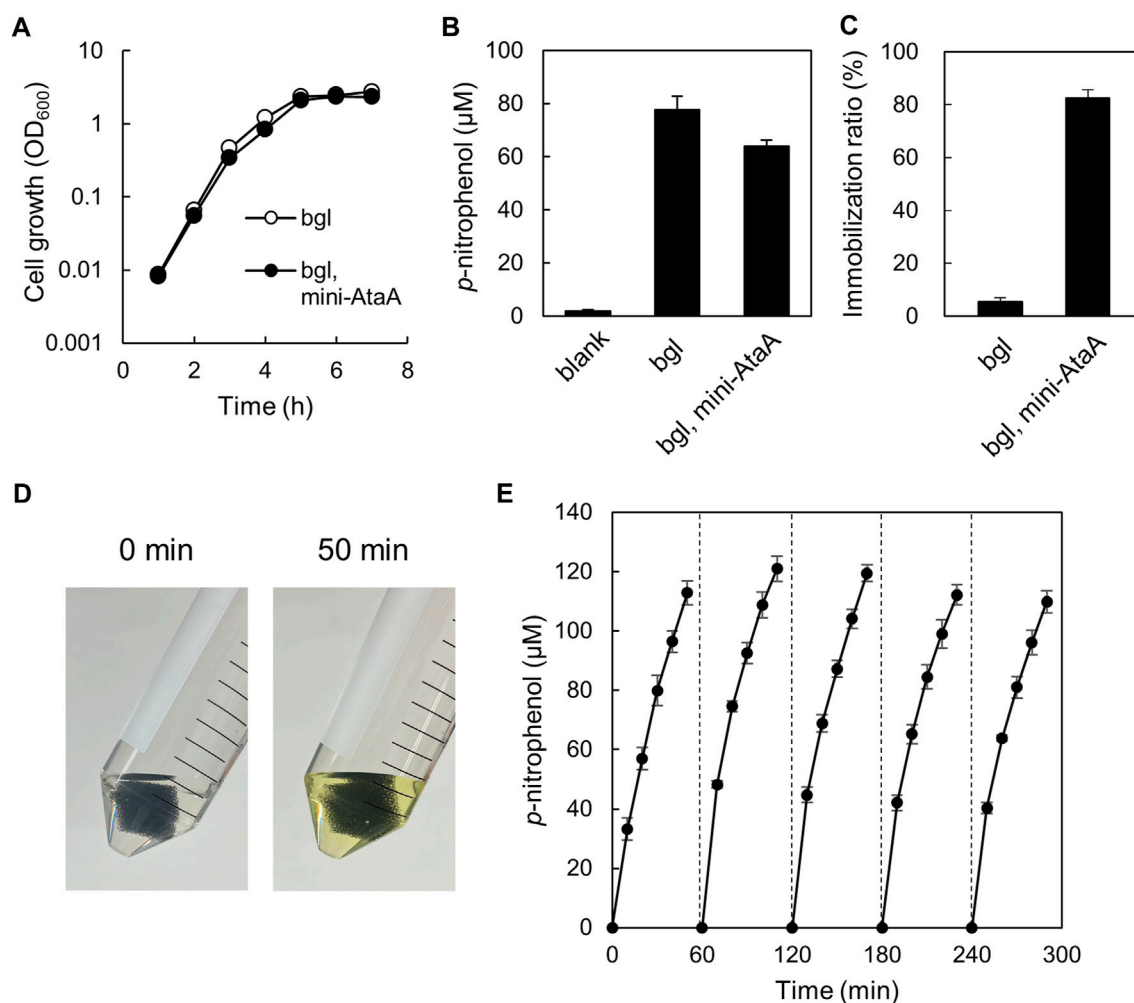 A
Cell growth (OD600)
10
1
0.1
0.01
0.001
0
2
4
6
8
Time (h)
bgl
bgl,
mini-AtaA
B
p-nitrophenol (µM)
100
80
60
40
20
0
blank
bgl
bgl, mini-AtaA
C
Immobilization ratio (%)
100
80
60
40
20
0
bgl
bgl, mini-AtaA
D
0 min
50 min
E
p-nitrophenol (µM)
140
120
100
80
60
40
20
0
0
60
120
180
240
300
Time (min)